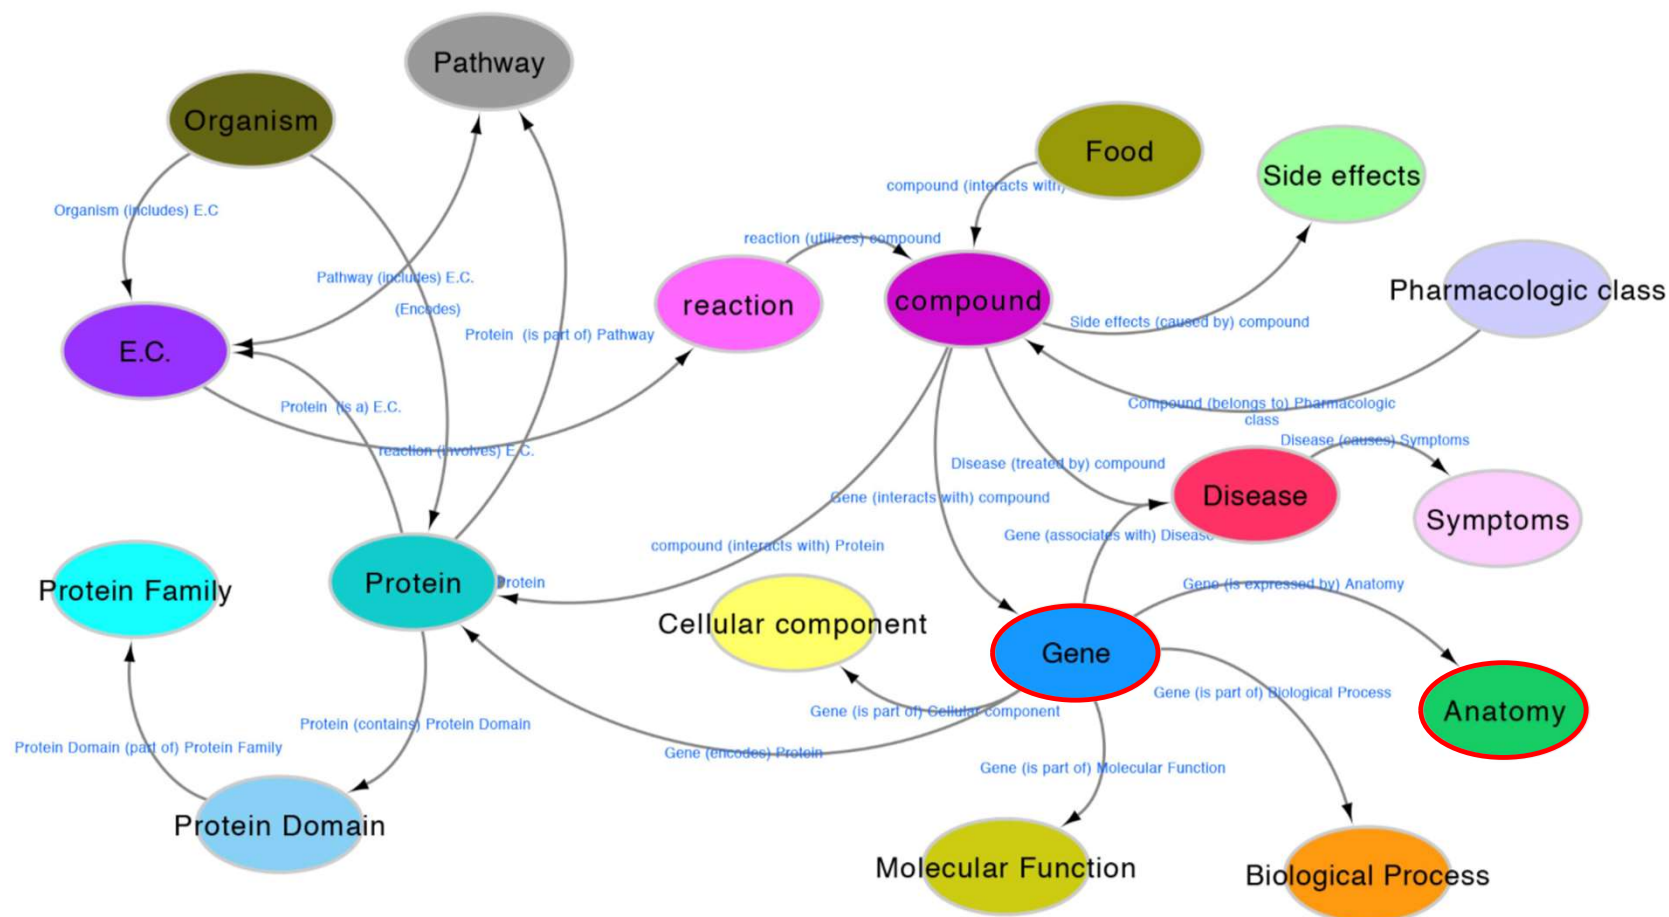 Pathway
Organism
Food
Side effects
compound (interacts with)
Organism (includes) E.C
reaction (utilizes) compound
Pathway (includes) E.C.
(Encodes)
reaction
compound
Pharmacologic class
Side effects (caused by) compound
Protein (is part of) Pathway
E.C.
Protein (is a) E.C.
Compound (belongs to) Pharmacologic
class
Disease (causes) Symptoms
reaction (involves) E.C.
Disease (treated by) compound
Gene (interacts with) compound
Disease
Symptoms
Gene (associates with) Disease
compound (interacts with) Protein
Protein Family
Protein
Protein
Gene (is expressed by) Anatomy
Cellular component
Gene
Gene (is part of) Biological Process
Gene (is part of) Cellular component
Anatomy
Protein (contains) Protein Domain
Protein Domain (part of) Protein Family
Gene (encodes) Protein
Gene (is part of) Molecular Function
Protein Domain
Molecular Function
Biological Process